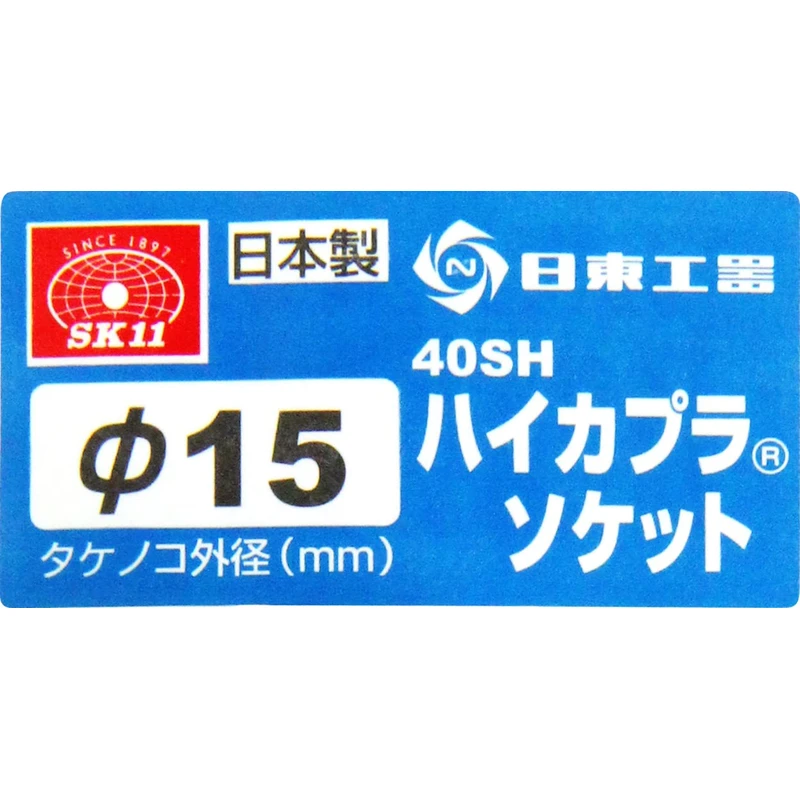 SINCE 1897
SK11
日本製
N
日東工器
φ15
タケノコ外径(mm)
40SH
ハイカプラ®
ソケット